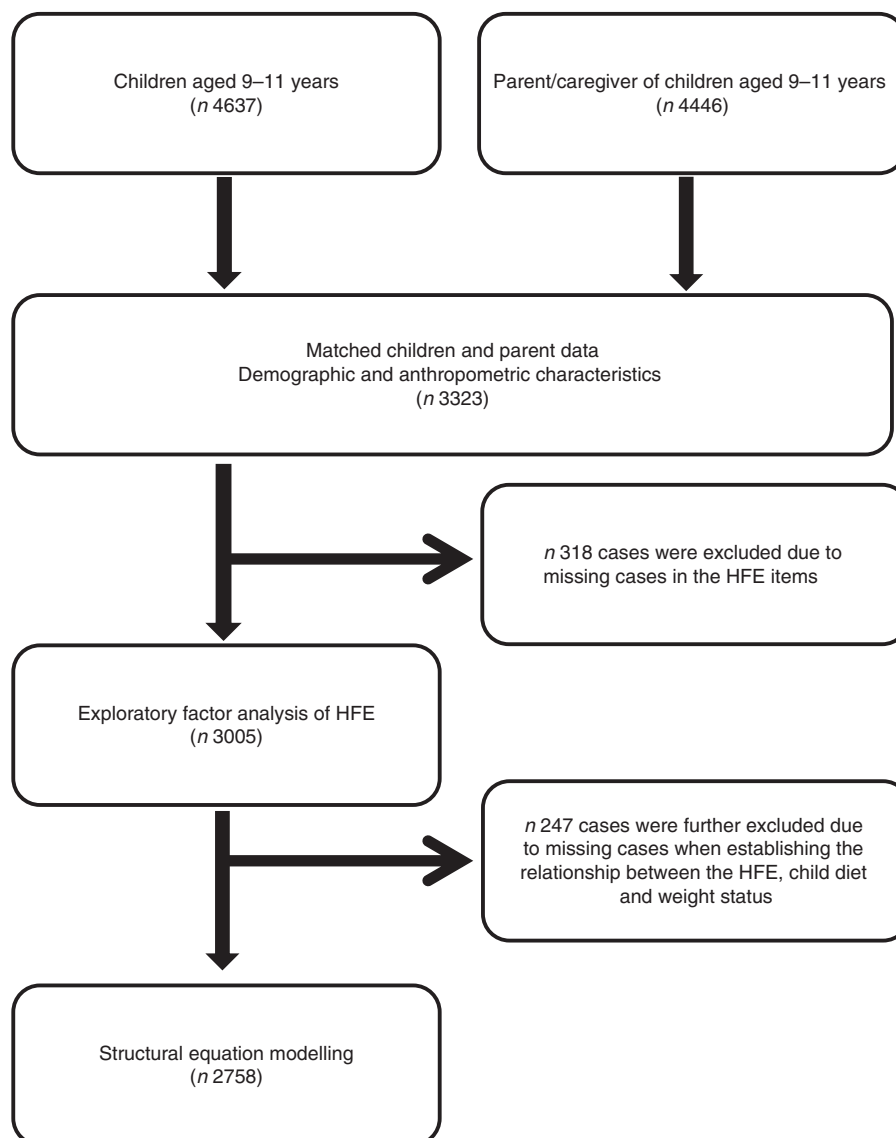 Children aged 9–11 years
(n 4637)
Parent/caregiver of children aged 9–11 years
(n 4446)
Matched children and parent data
Demographic and anthropometric characteristics
(n 3323)
n 318 cases were excluded due to
missing cases in the HFE items
Exploratory factor analysis of HFE
(n 3005)
n 247 cases were further excluded due
to missing cases when establishing the
relationship between the HFE, child diet
and weight status
Structural equation modelling
(n 2758)